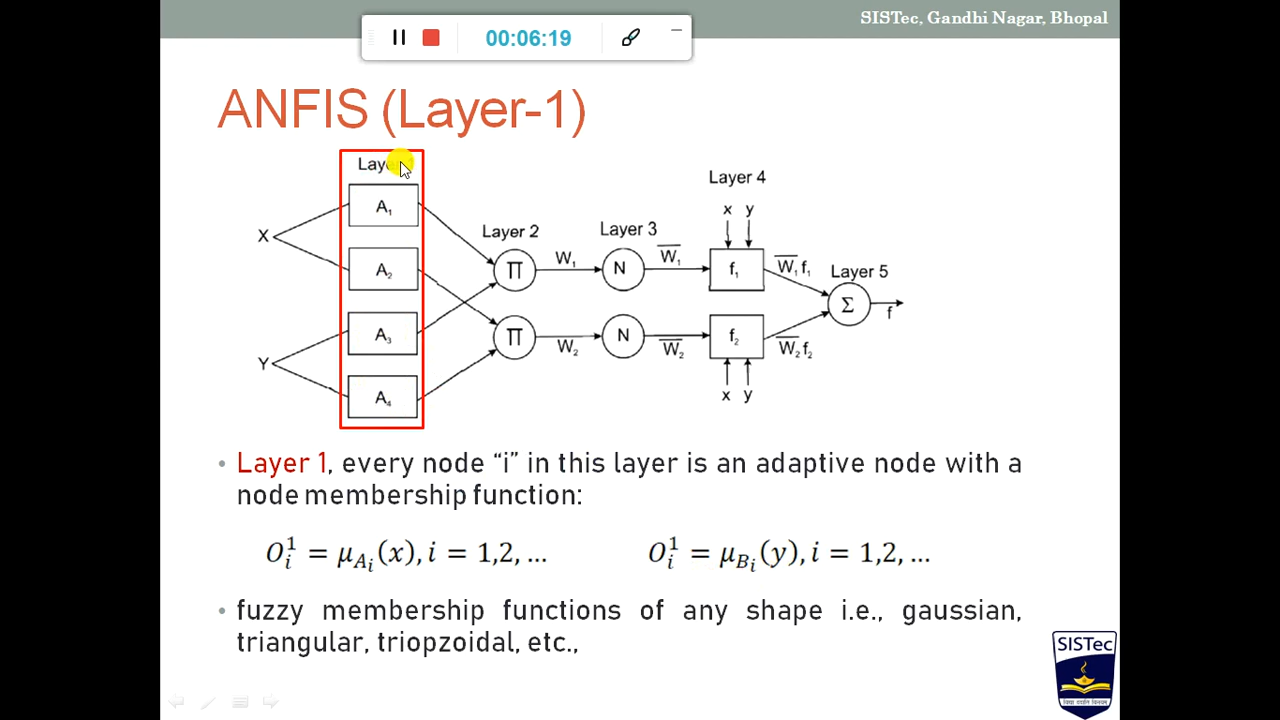 SISTec, Gandhi Nagar, Bhopal
00:06:19
ANFIS (Layer-1)
Layer 4
x y
Layer 2
Layer 3
A₁
X
W₁
W̅₁
Π
N
f₁
W̅₁f₁
Layer 5
A₂
Σ
f
A₃
Π
N
f₂
W₂
W̅₂
W̅₂f₂
Y
A₄
x y
• Layer 1, every node “i” in this layer is an adaptive node with a
node membership function:
O¹ᵢ = μ_Aᵢ(x), i = 1,2, ... O¹ᵢ = μ_Bᵢ(y), i = 1,2, ...
• fuzzy membership functions of any shape i.e., gaussian,
triangular, triopzoidal, etc.,
SISTec